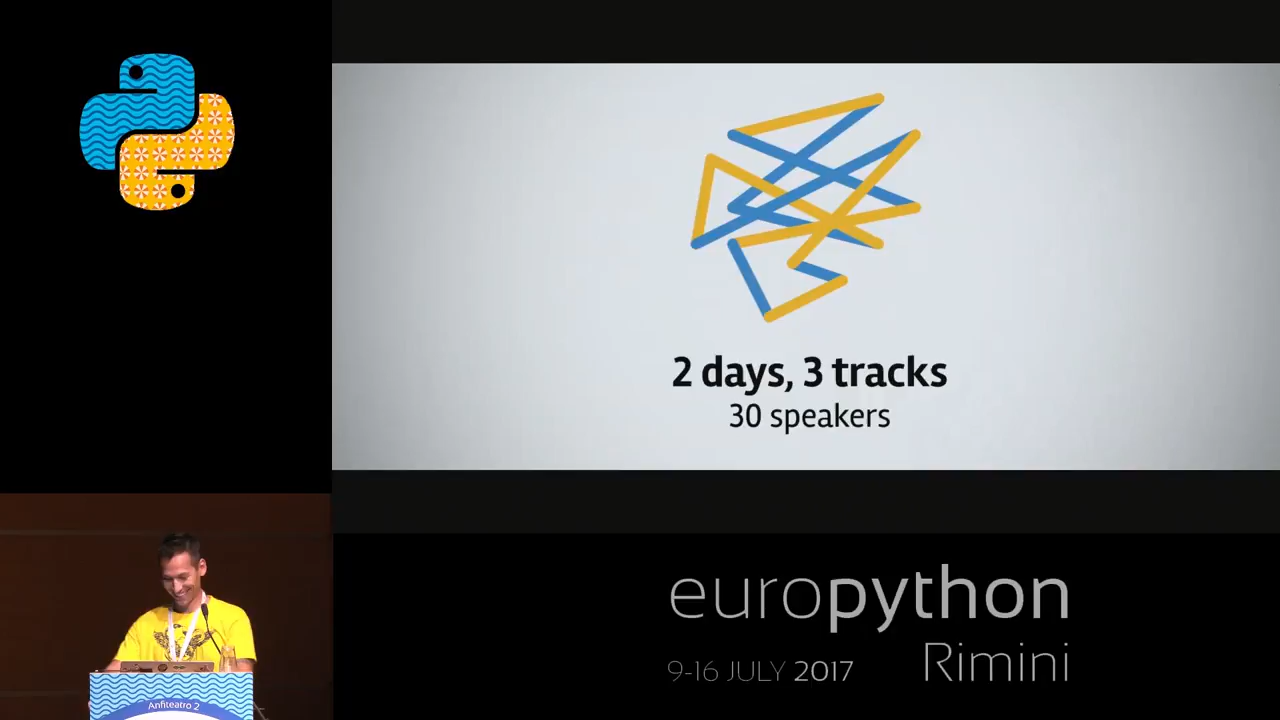 2 days, 3 tracks
30 speakers
europython
9-16 JULY 2017
Rimini
Anfiteatro 2